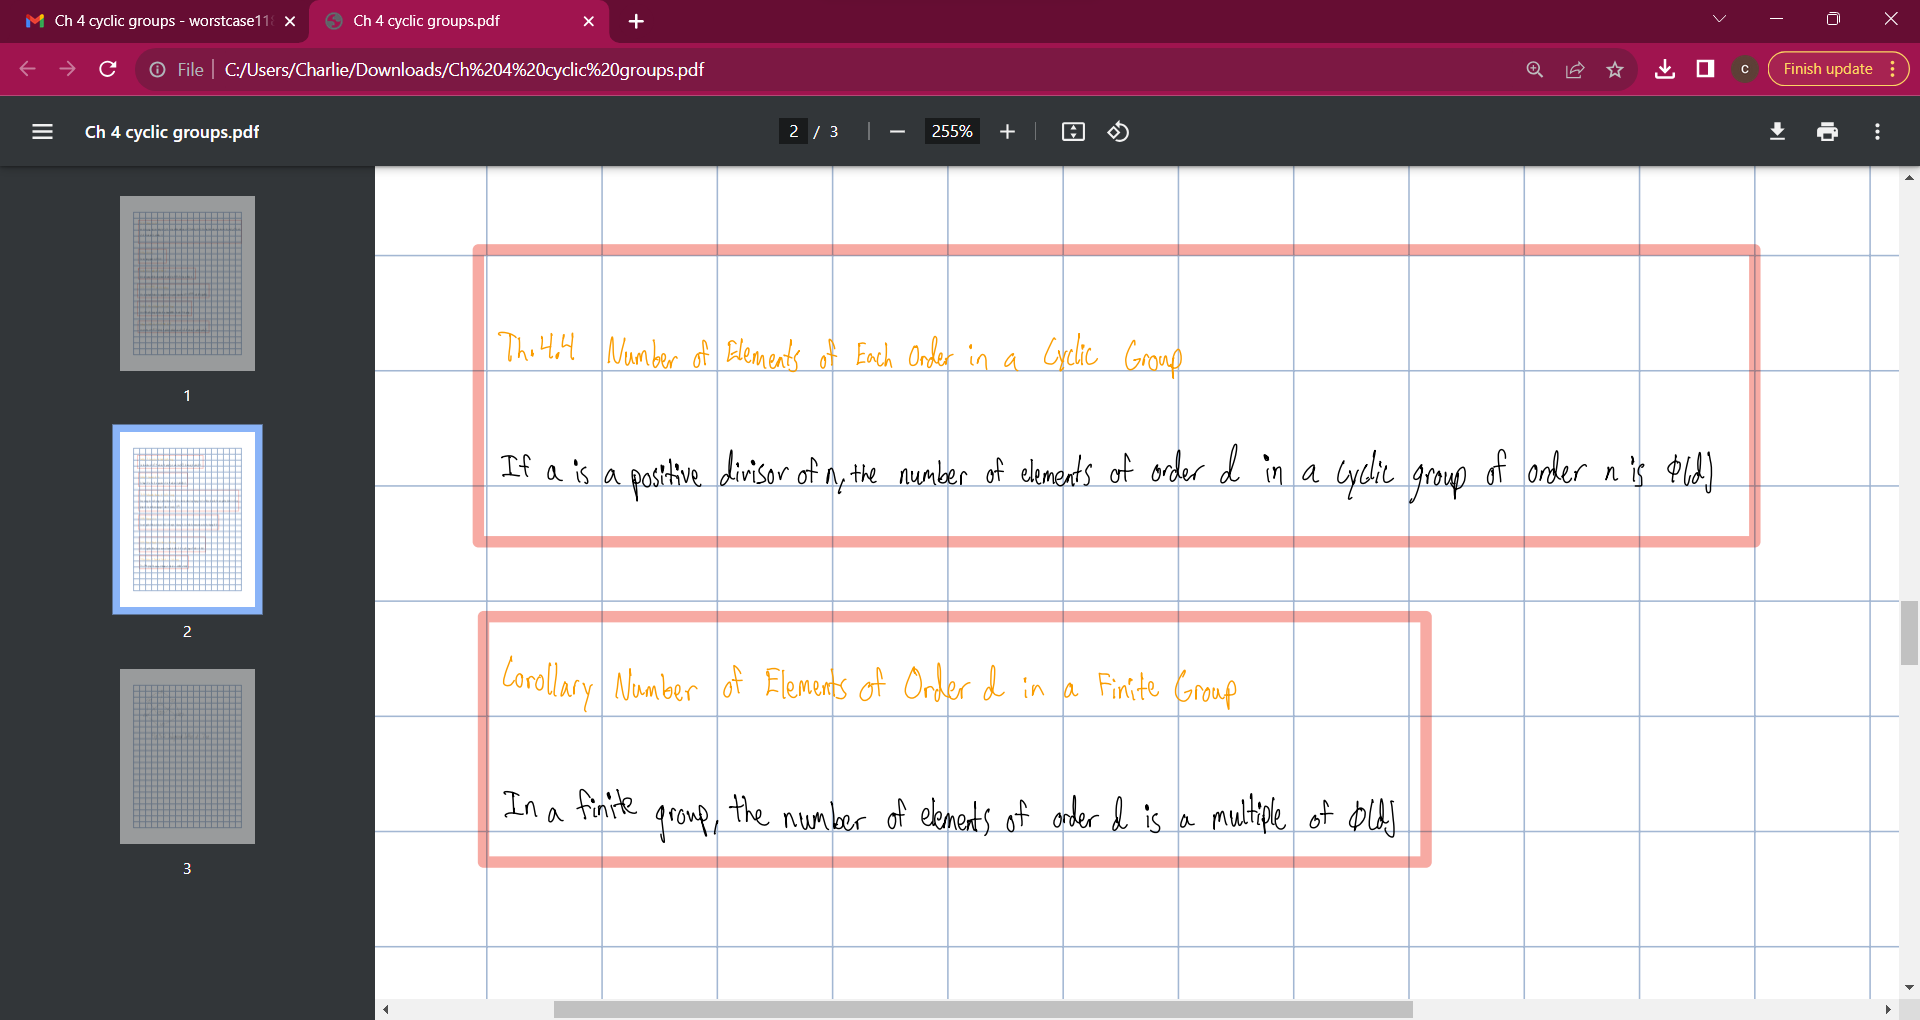 Ch 4 cyclic groups - worstcase11
Ch 4 cyclic groups.pdf
File
C:/Users/Charlie/Downloads/Ch%204%20cyclic%20groups.pdf
C
Finish update
Ch 4 cyclic groups.pdf
2 / 3
255%
1
2
3
Th. 4.4 Number of Elements of Each Order in a Cyclic Group
If a is a positive divisor of n, the number of elements of order d in a cyclic group of order n is Φ(d)
Corollary Number of Elements of Order d in a Finite Group
In a finite group, the number of elements of order d is a multiple of Φ(d)